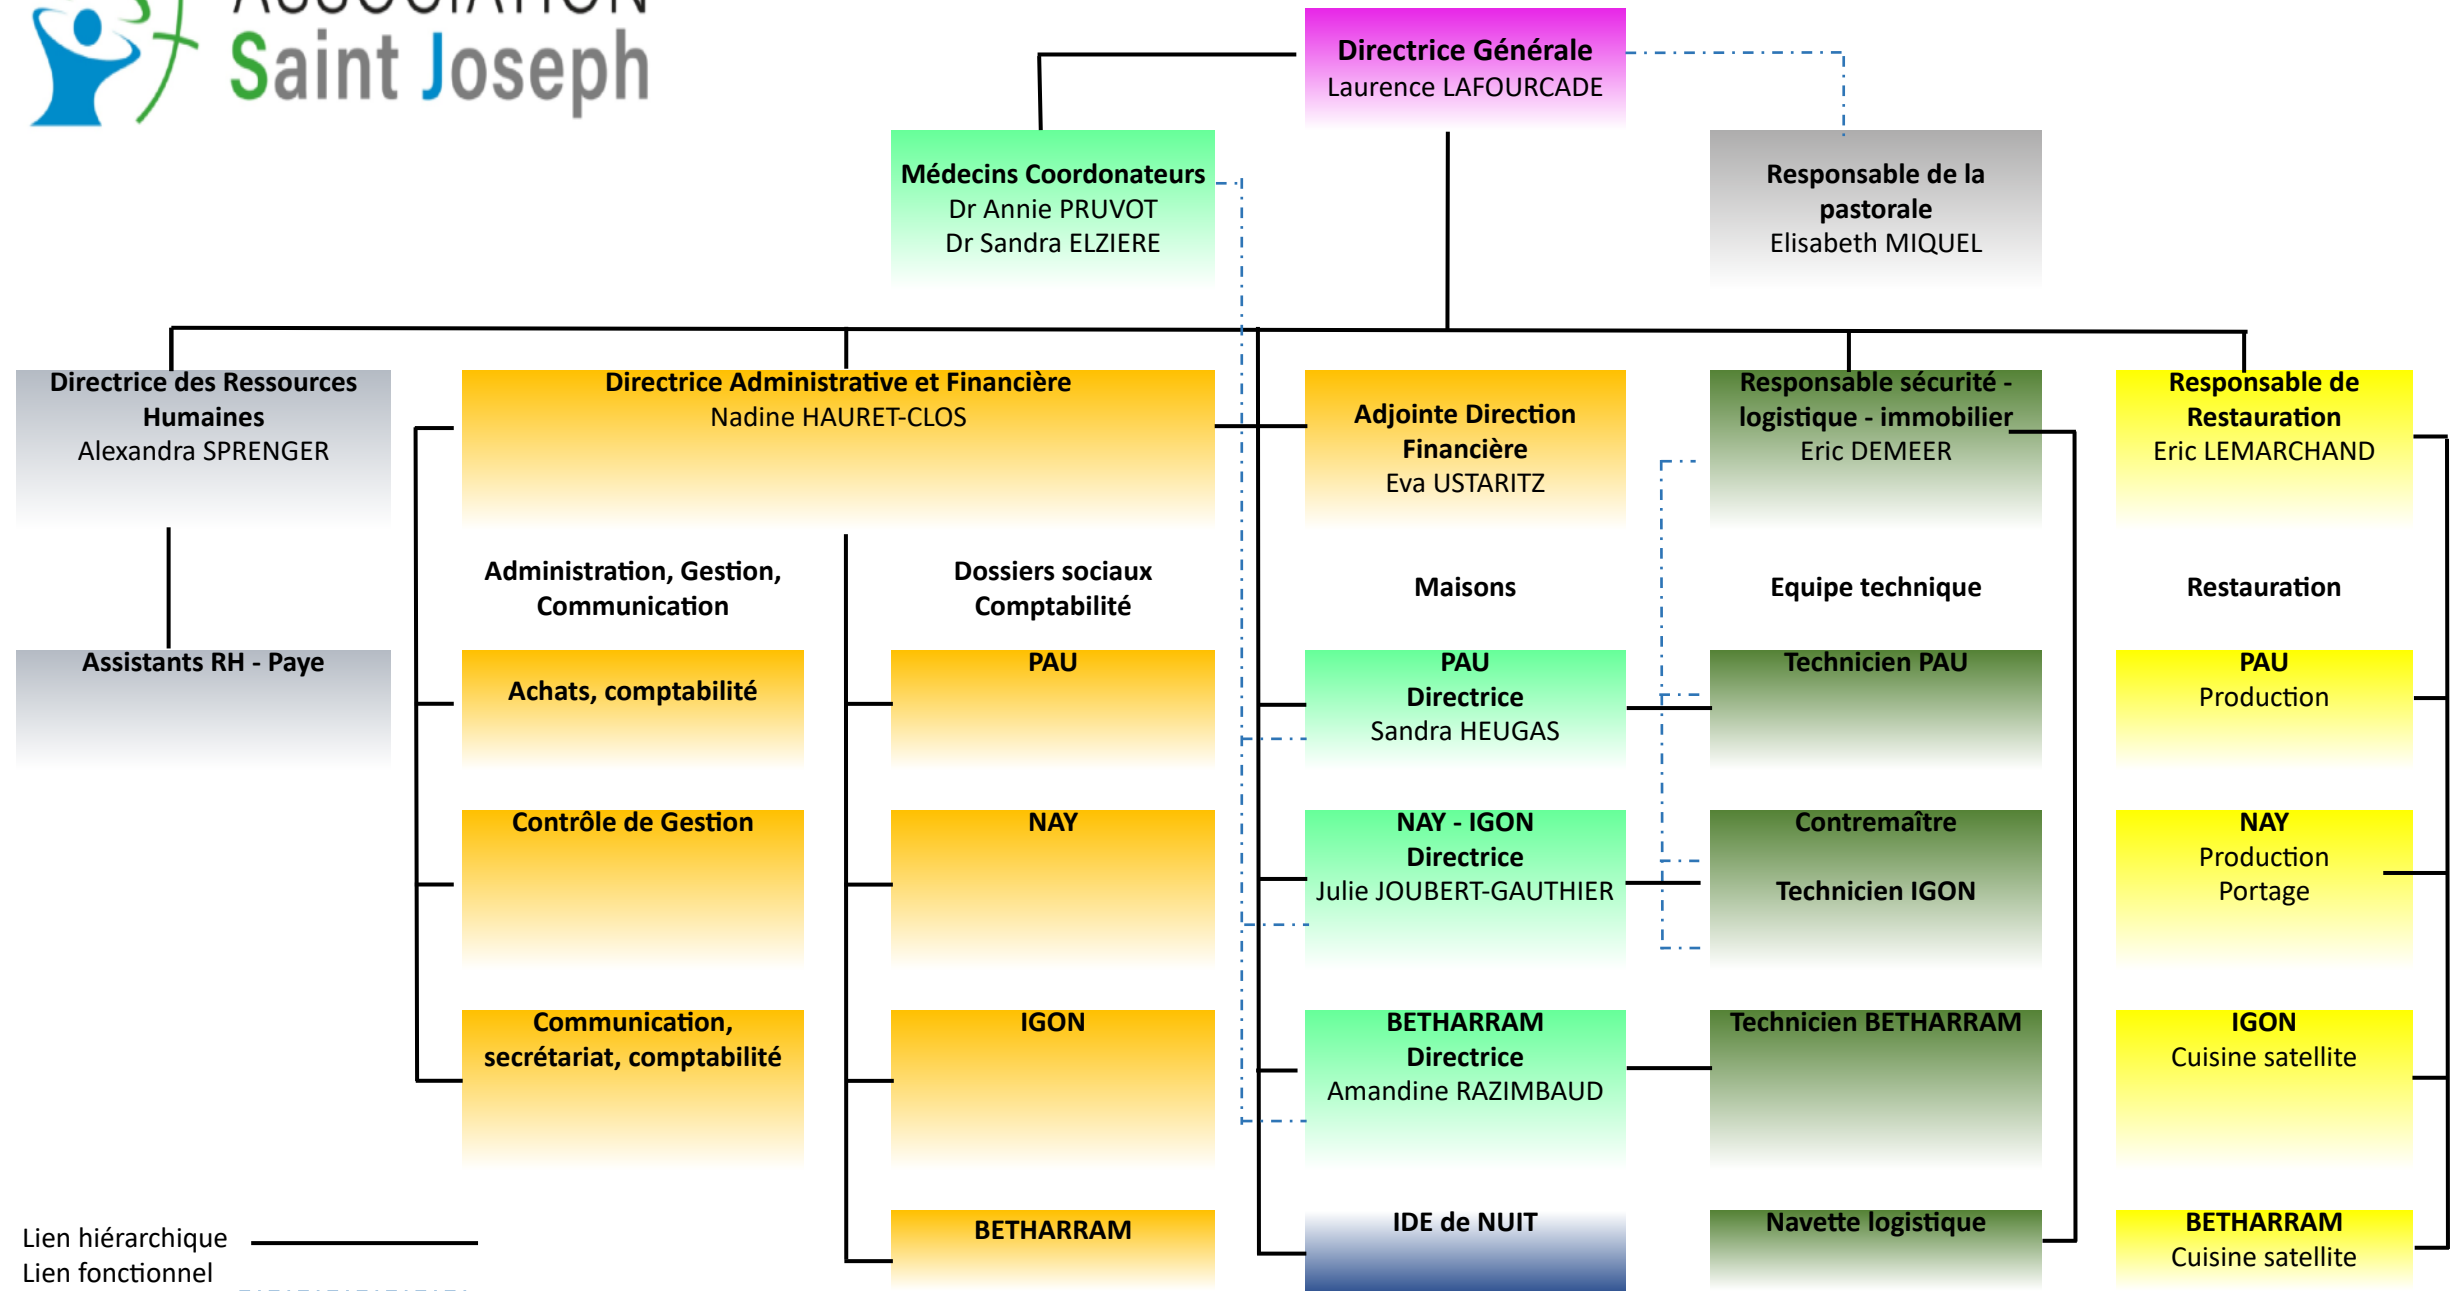 ASSOCIATION
Saint Joseph
Directrice Générale
Laurence LAFOURCADE
Médecins Coordonateurs
Dr Annie PRUVOT
Dr Sandra ELZIERE
Responsable de la
pastorale
Elisabeth MIQUEL
Directrice des Ressources
Humaines
Alexandra SPRENGER
Directrice Administrative et Financière
Nadine HAURET-CLOS
Adjointe Direction
Financière
Eva USTARITZ
Responsable sécurité -
logistique - immobilier
Eric DEMEER
Responsable de
Restauration
Eric LEMARCHAND
Administration, Gestion,
Communication
Dossiers sociaux
Comptabilité
Maisons
Equipe technique
Restauration
Assistants RH - Paye
Achats, comptabilité
PAU
PAU
Directrice
Sandra HEUGAS
Technicien PAU
PAU
Production
Contrôle de Gestion
NAY
NAY - IGON
Directrice
Julie JOUBERT-GAUTHIER
Contremaître
Technicien IGON
NAY
Production
Portage
Communication,
secrétariat, comptabilité
IGON
BETHARRAM
Directrice
Amandine RAZIMBAUD
Technicien BETHARRAM
IGON
Cuisine satellite
BETHARRAM
IDE de NUIT
Navette logistique
BETHARRAM
Cuisine satellite
Lien hiérarchique
Lien fonctionnel